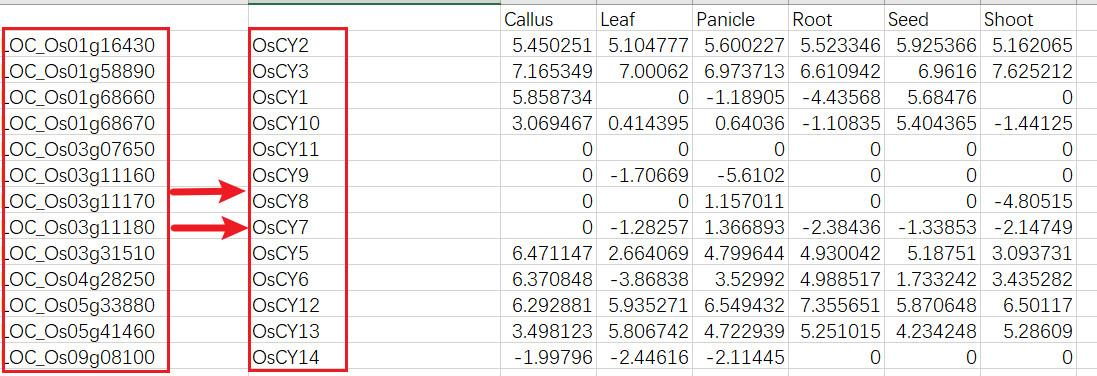 Callus Leaf Panicle Root Seed Shoot
LOC_Os01g16430 OsCY2 5.450251 5.104777 5.600227 5.523346 5.925366 5.162065
LOC_Os01g58890 OsCY3 7.165349 7.00062 6.973713 6.610942 6.9616 7.625212
LOC_Os01g68660 OsCY1 5.858734 0 -1.18905 -4.43568 5.68476 0
LOC_Os01g68670 OsCY10 3.069467 0.414395 0.64036 -1.10835 5.404365 -1.44125
LOC_Os03g07650 OsCY11 0 0 0 0 0 0
LOC_Os03g11160 OsCY9 0 -1.70669 -5.6102 0 0 0
LOC_Os03g11170 OsCY8 0 0 1.157011 0 0 -4.80515
LOC_Os03g11180 OsCY7 0 -1.28257 1.366893 -2.38436 -1.33853 -2.14749
LOC_Os03g31510 OsCY5 6.471147 2.664069 4.799644 4.930042 5.18751 3.093731
LOC_Os04g28250 OsCY6 6.370848 -3.86838 3.52992 4.988517 1.733242 3.435282
LOC_Os05g33880 OsCY12 6.292881 5.935271 6.549432 7.355651 5.870648 6.50117
LOC_Os05g41460 OsCY13 3.498123 5.806742 4.722939 5.251015 4.234248 5.28609
LOC_Os09g08100 OsCY14 -1.99796 -2.44616 -2.11445 0 0 0